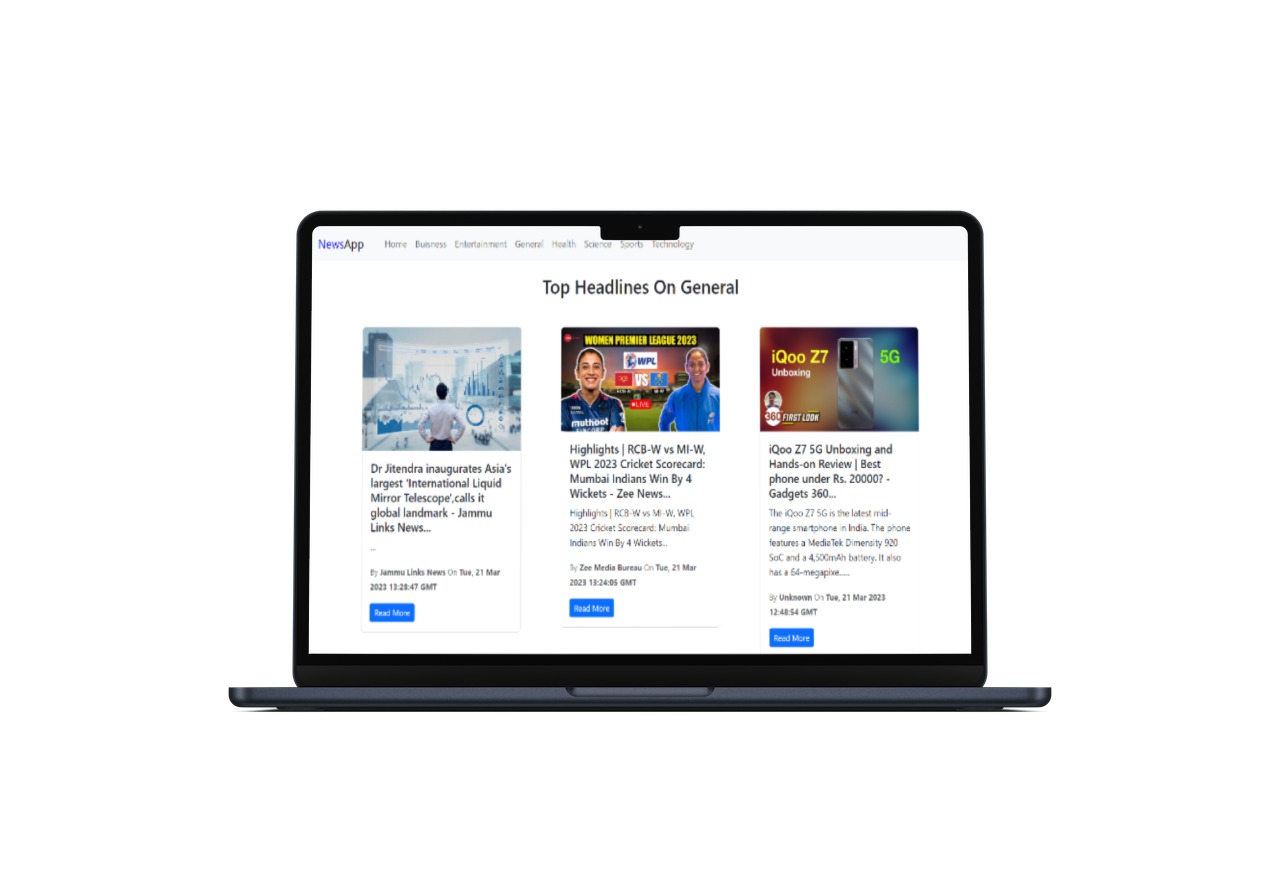 NewsApp Home Buisness Entertainment General Health Science Sports Technology
Top Headlines On General
Dr Jitendra inaugurates Asia's
largest 'International Liquid
Mirror Telescope',calls it
global landmark - Jammu
Links News...
...
By Jammu Links News On Tue, 21 Mar
2023 13:28:47 GMT
Read More
WOMEN PREMIER LEAGUE 2023
WPL
VS
LIVE
muthoot
FINCORP
Highlights | RCB-W vs MI-W,
WPL 2023 Cricket Scorecard:
Mumbai Indians Win By 4
Wickets - Zee News...
Highlights | RCB-W vs MI-W, WPL
2023 Cricket Scorecard: Mumbai
Indians Win By 4 Wickets...
By Zee Media Bureau On Tue, 21 Mar
2023 13:24:05 GMT
Read More
iQoo Z7 5G
Unboxing
360 FIRST LOOK
iQoo Z7 5G Unboxing and
Hands-on Review | Best
phone under Rs. 20000? -
Gadgets 360...
The iQoo Z7 5G is the latest mid-
range smartphone in India. The phone
features a MediaTek Dimensity 920
SoC and a 4,500mAh battery. It also
has a 64-megapixe.....
By Unknown On Tue, 21 Mar 2023
12:48:54 GMT
Read More